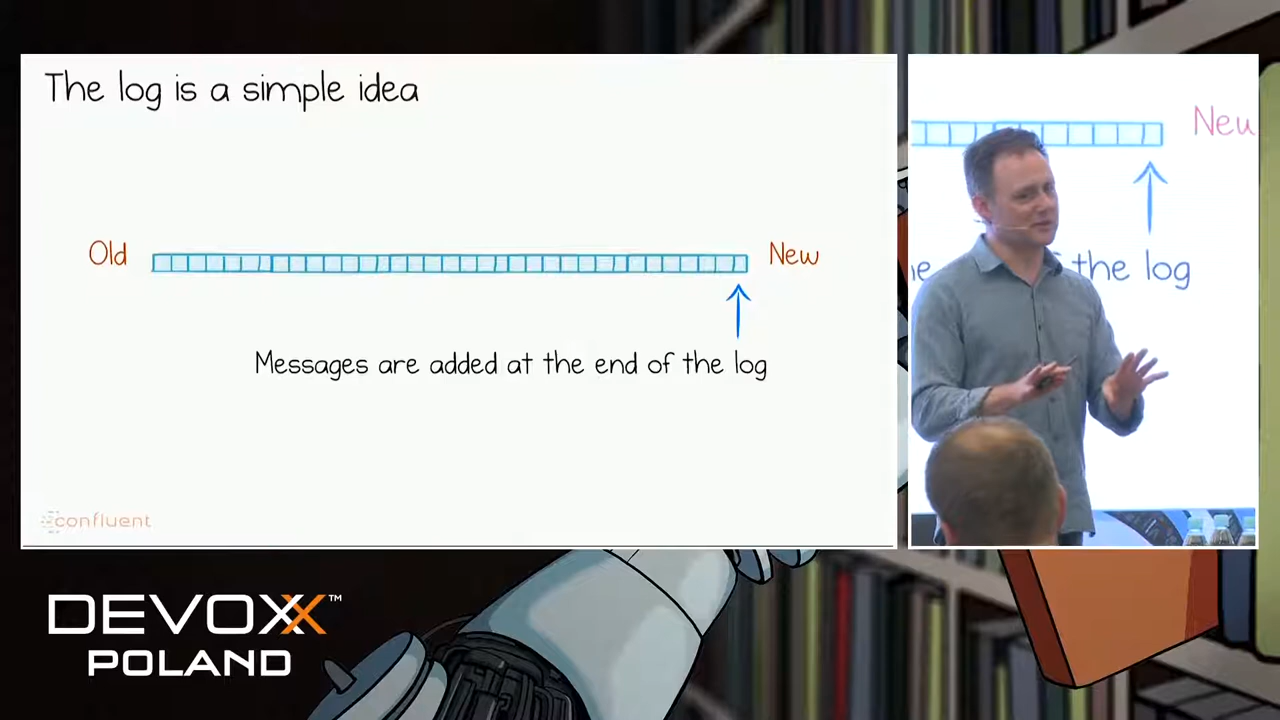 The log is a simple idea
Old
New
Messages are added at the end of the log
confluent
Neu
the log
DEVOXX™
POLAND